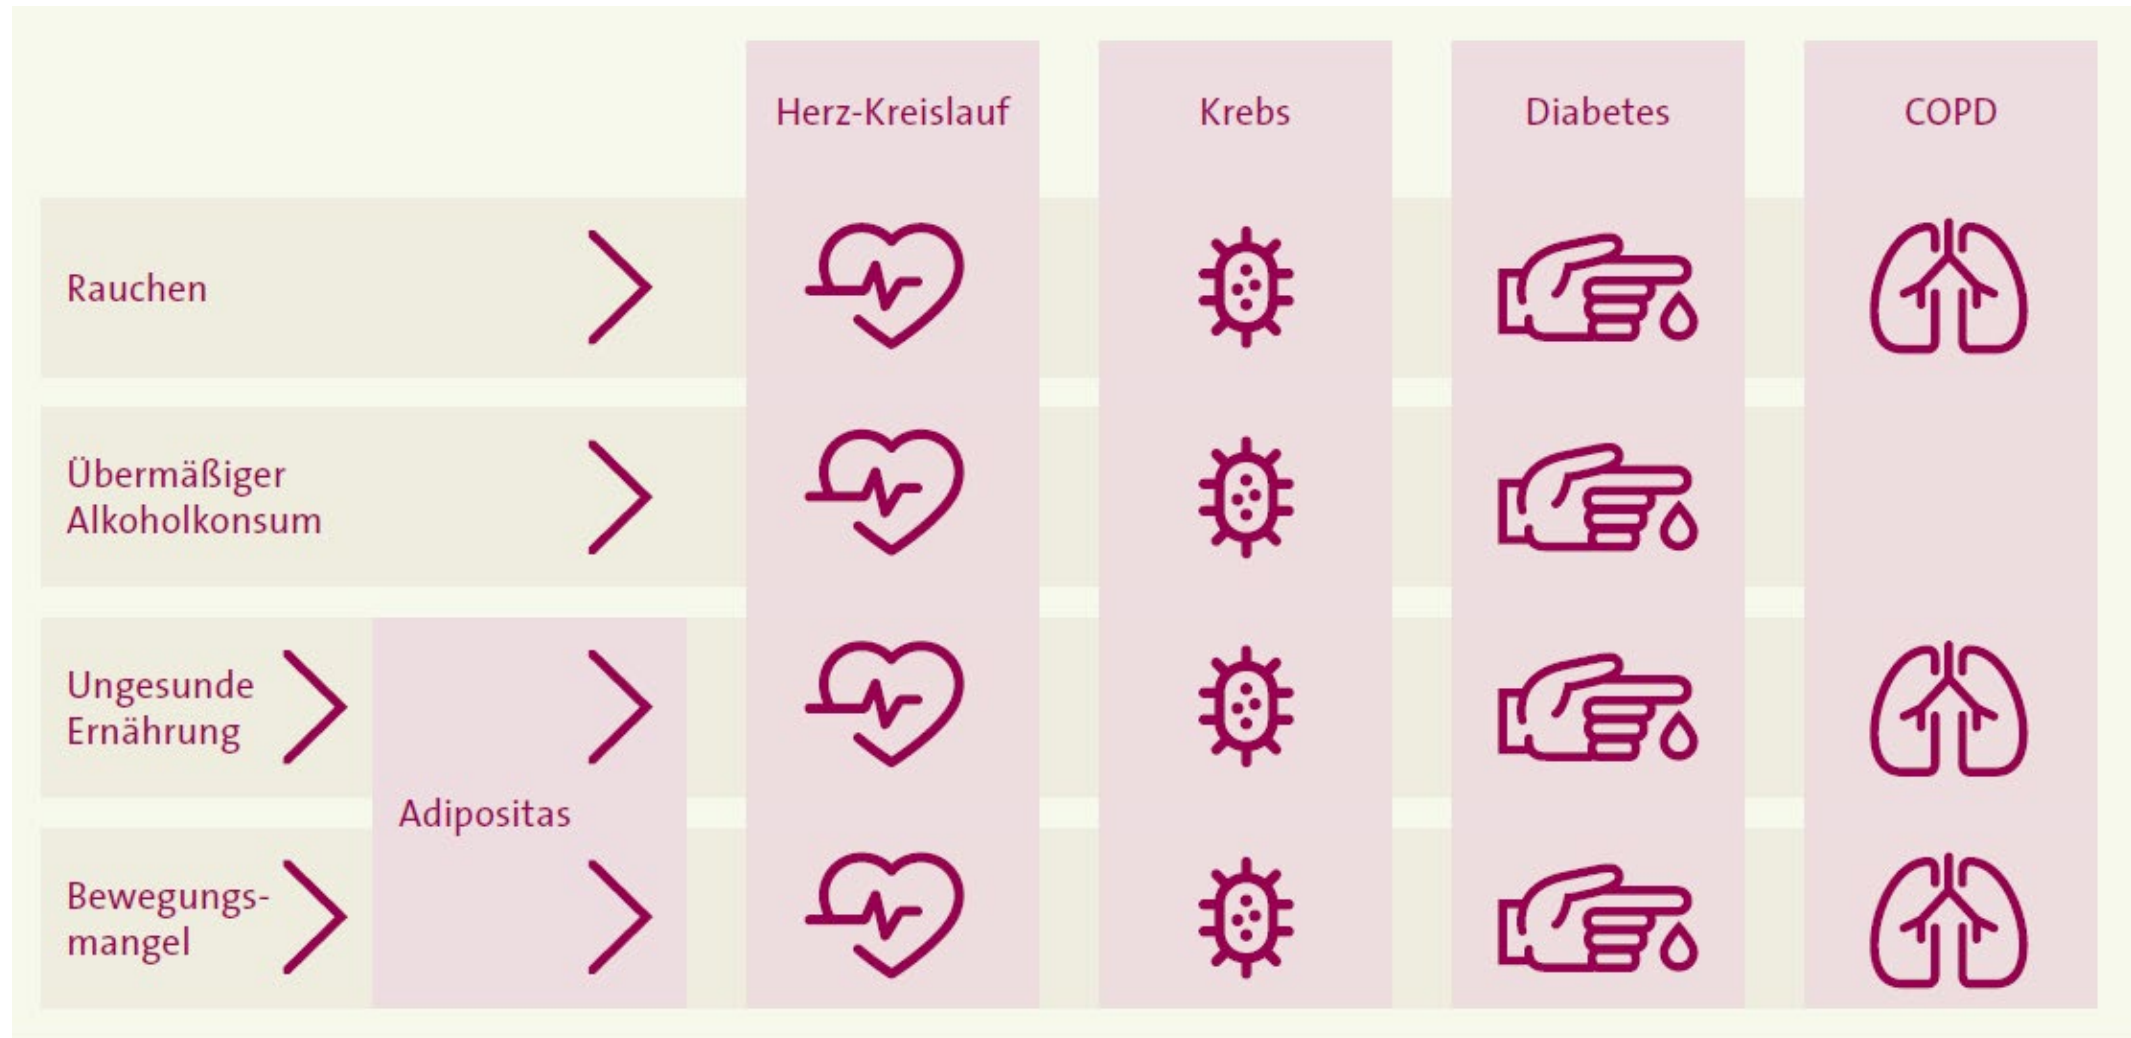 Herz-Kreislauf
Krebs
Diabetes
COPD
Rauchen
Übermäßiger
Alkoholkonsum
Ungesunde
Ernährung
Adipositas
Bewegungs-
mangel